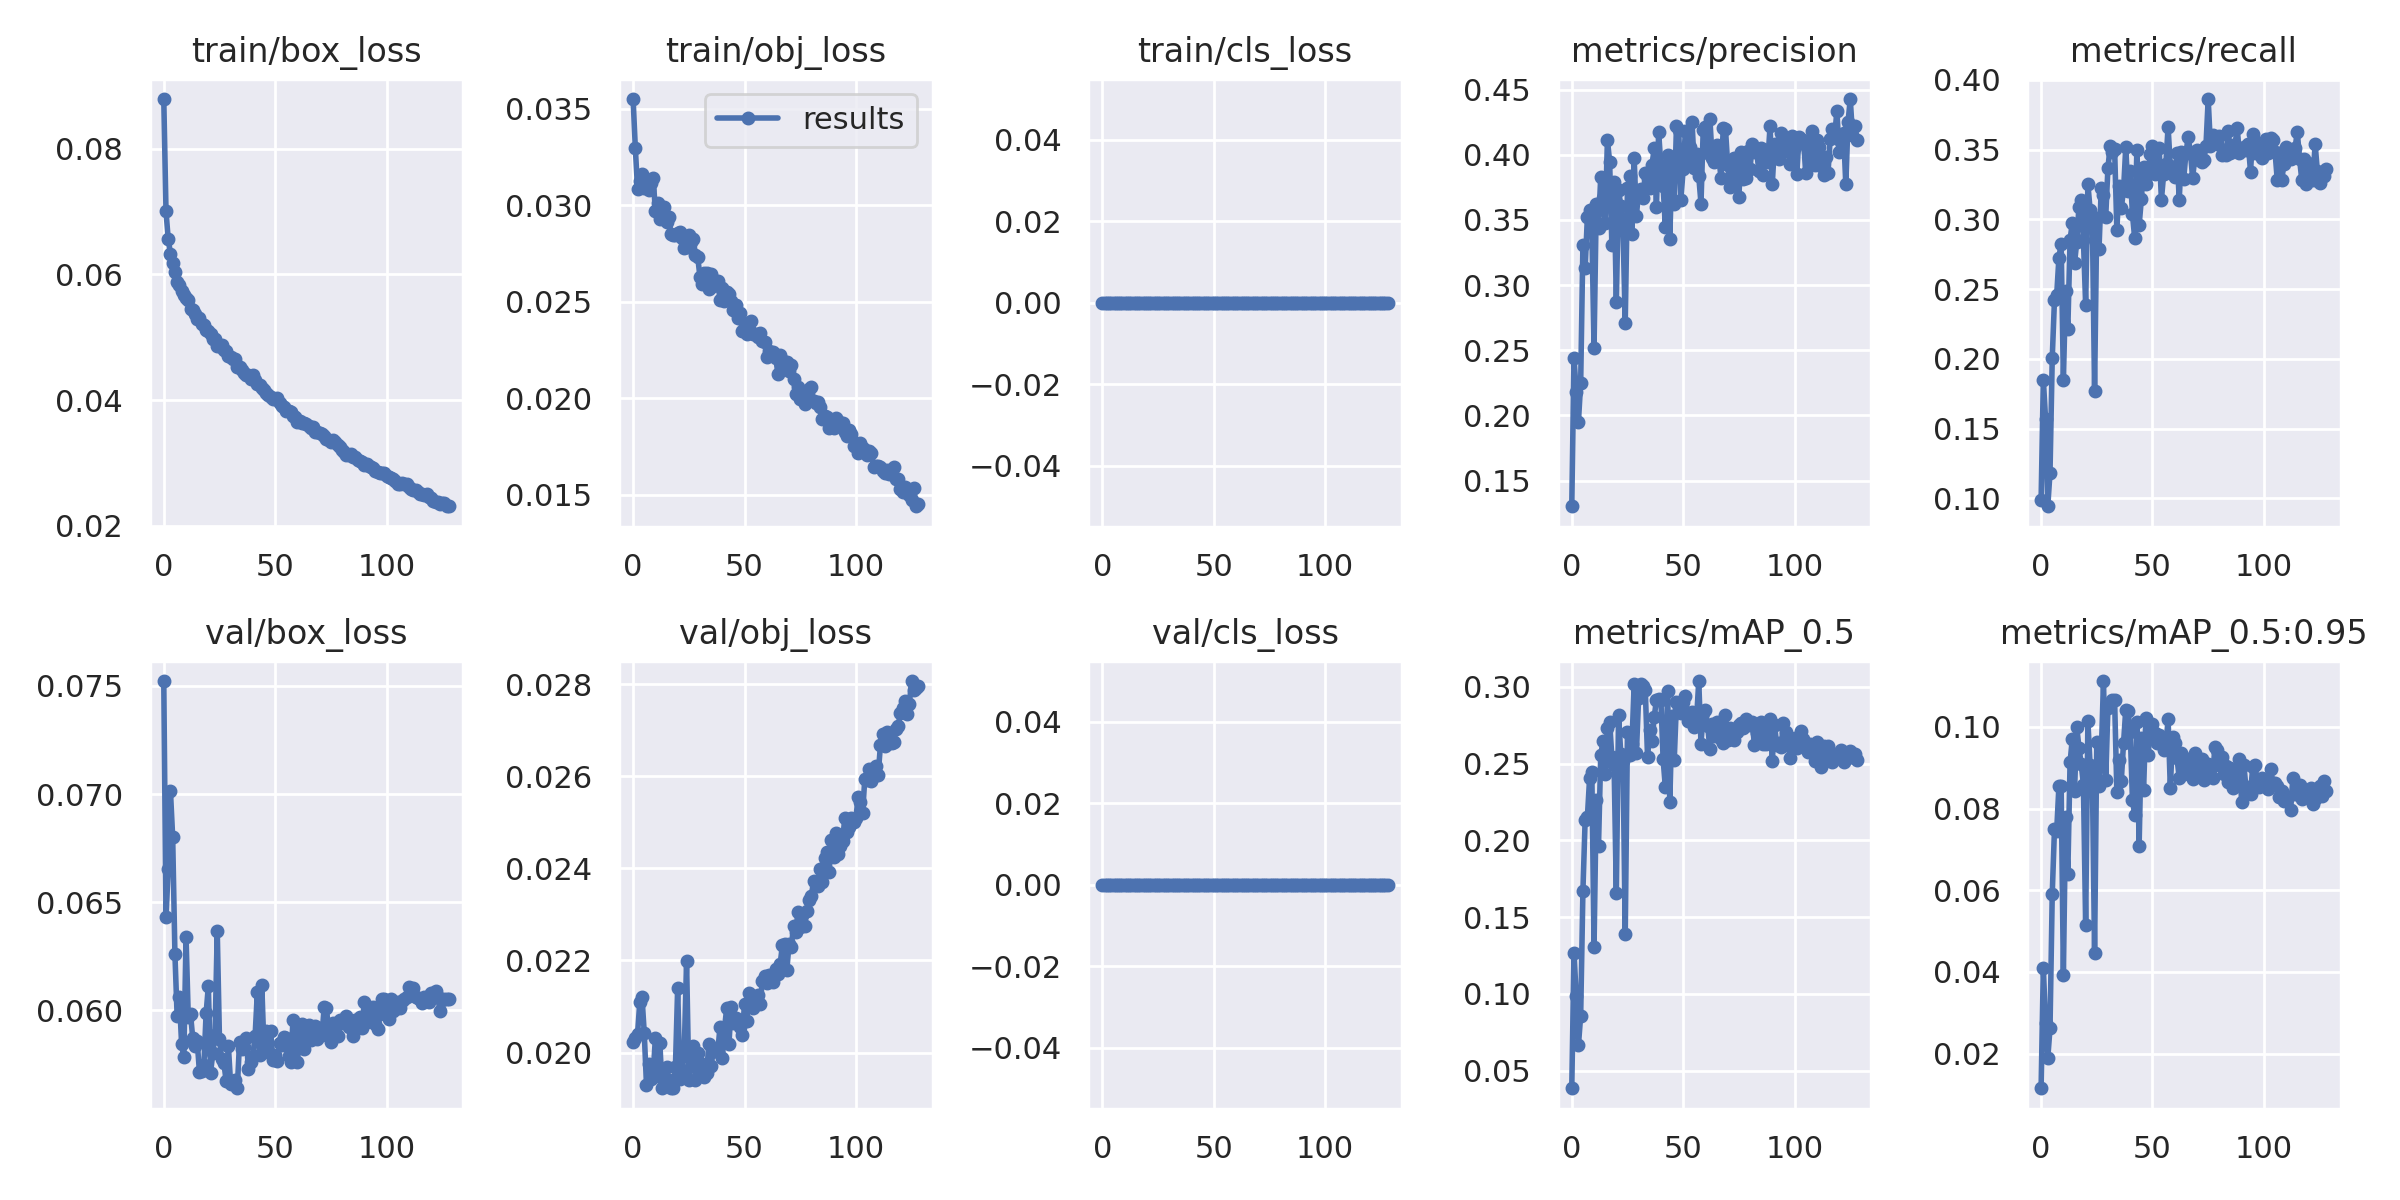 train/box_loss
0.08
0.06
0.04
0.02
0 50 100
train/obj_loss
results
0.035
0.030
0.025
0.020
0.015
0 50 100
train/cls_loss
0.04
0.02
0.00
−0.02
−0.04
0 50 100
metrics/precision
0.45
0.40
0.35
0.30
0.25
0.20
0.15
0 50 100
metrics/recall
0.40
0.35
0.30
0.25
0.20
0.15
0.10
0 50 100
val/box_loss
0.075
0.070
0.065
0.060
0 50 100
val/obj_loss
0.028
0.026
0.024
0.022
0.020
0 50 100
val/cls_loss
0.04
0.02
0.00
−0.02
−0.04
0 50 100
metrics/mAP_0.5
0.30
0.25
0.20
0.15
0.10
0.05
0 50 100
metrics/mAP_0.5:0.95
0.10
0.08
0.06
0.04
0.02
0 50 100